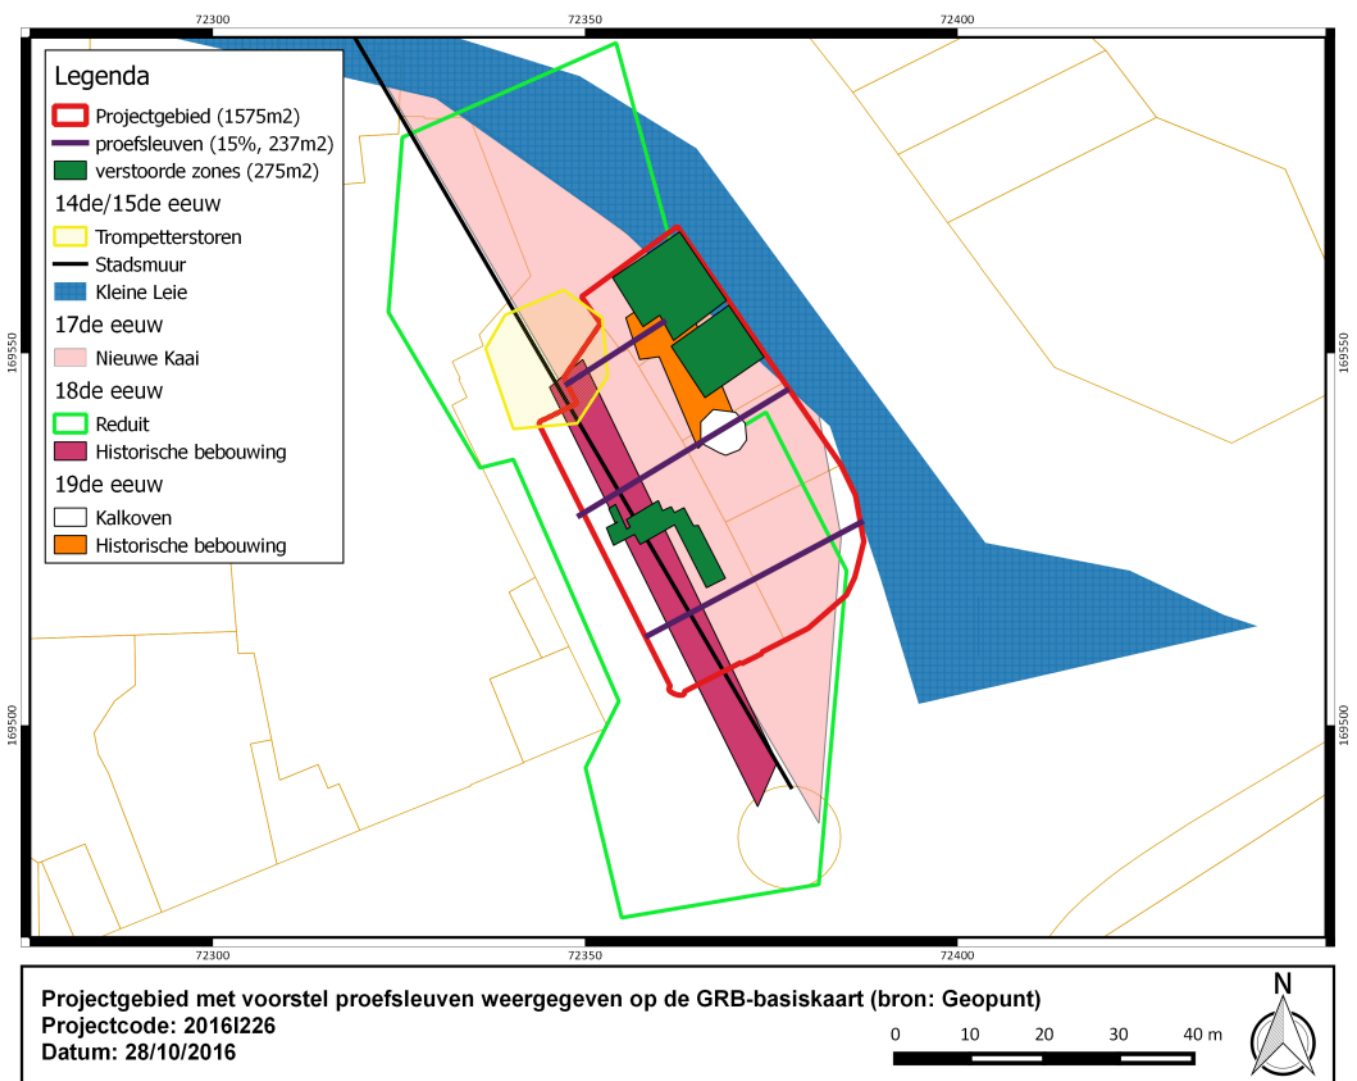 72300 72350 72400
Legenda
Projectgebied (1575m2)
proefsleuven (15%, 237m2)
verstoorde zones (275m2)
14de/15de eeuw
Trompetterstoren
Stadsmuur
Kleine Leie
17de eeuw
Nieuwe Kaai
18de eeuw
Reduit
Historische bebouwing
19de eeuw
Kalkoven
Historische bebouwing
169550 169550
169500 169500
72300 72350 72400
Projectgebied met voorstel proefsleuven weergegeven op de GRB-basiskaart (bron: Geopunt)
Projectcode: 2016I226
Datum: 28/10/2016
0 10 20 30 40 m
N